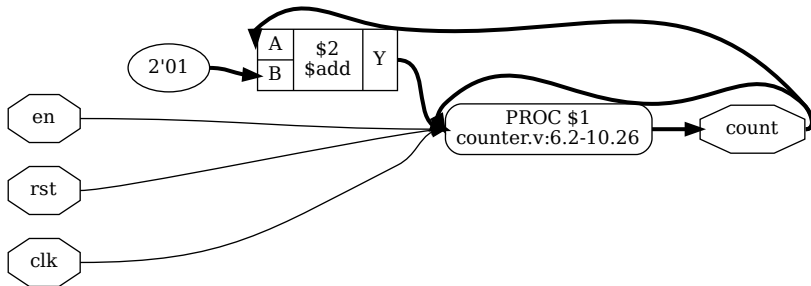 2'01
A
B
$2
$add
Y
en
rst
clk
PROC $1
counter.v:6.2-10.26
count